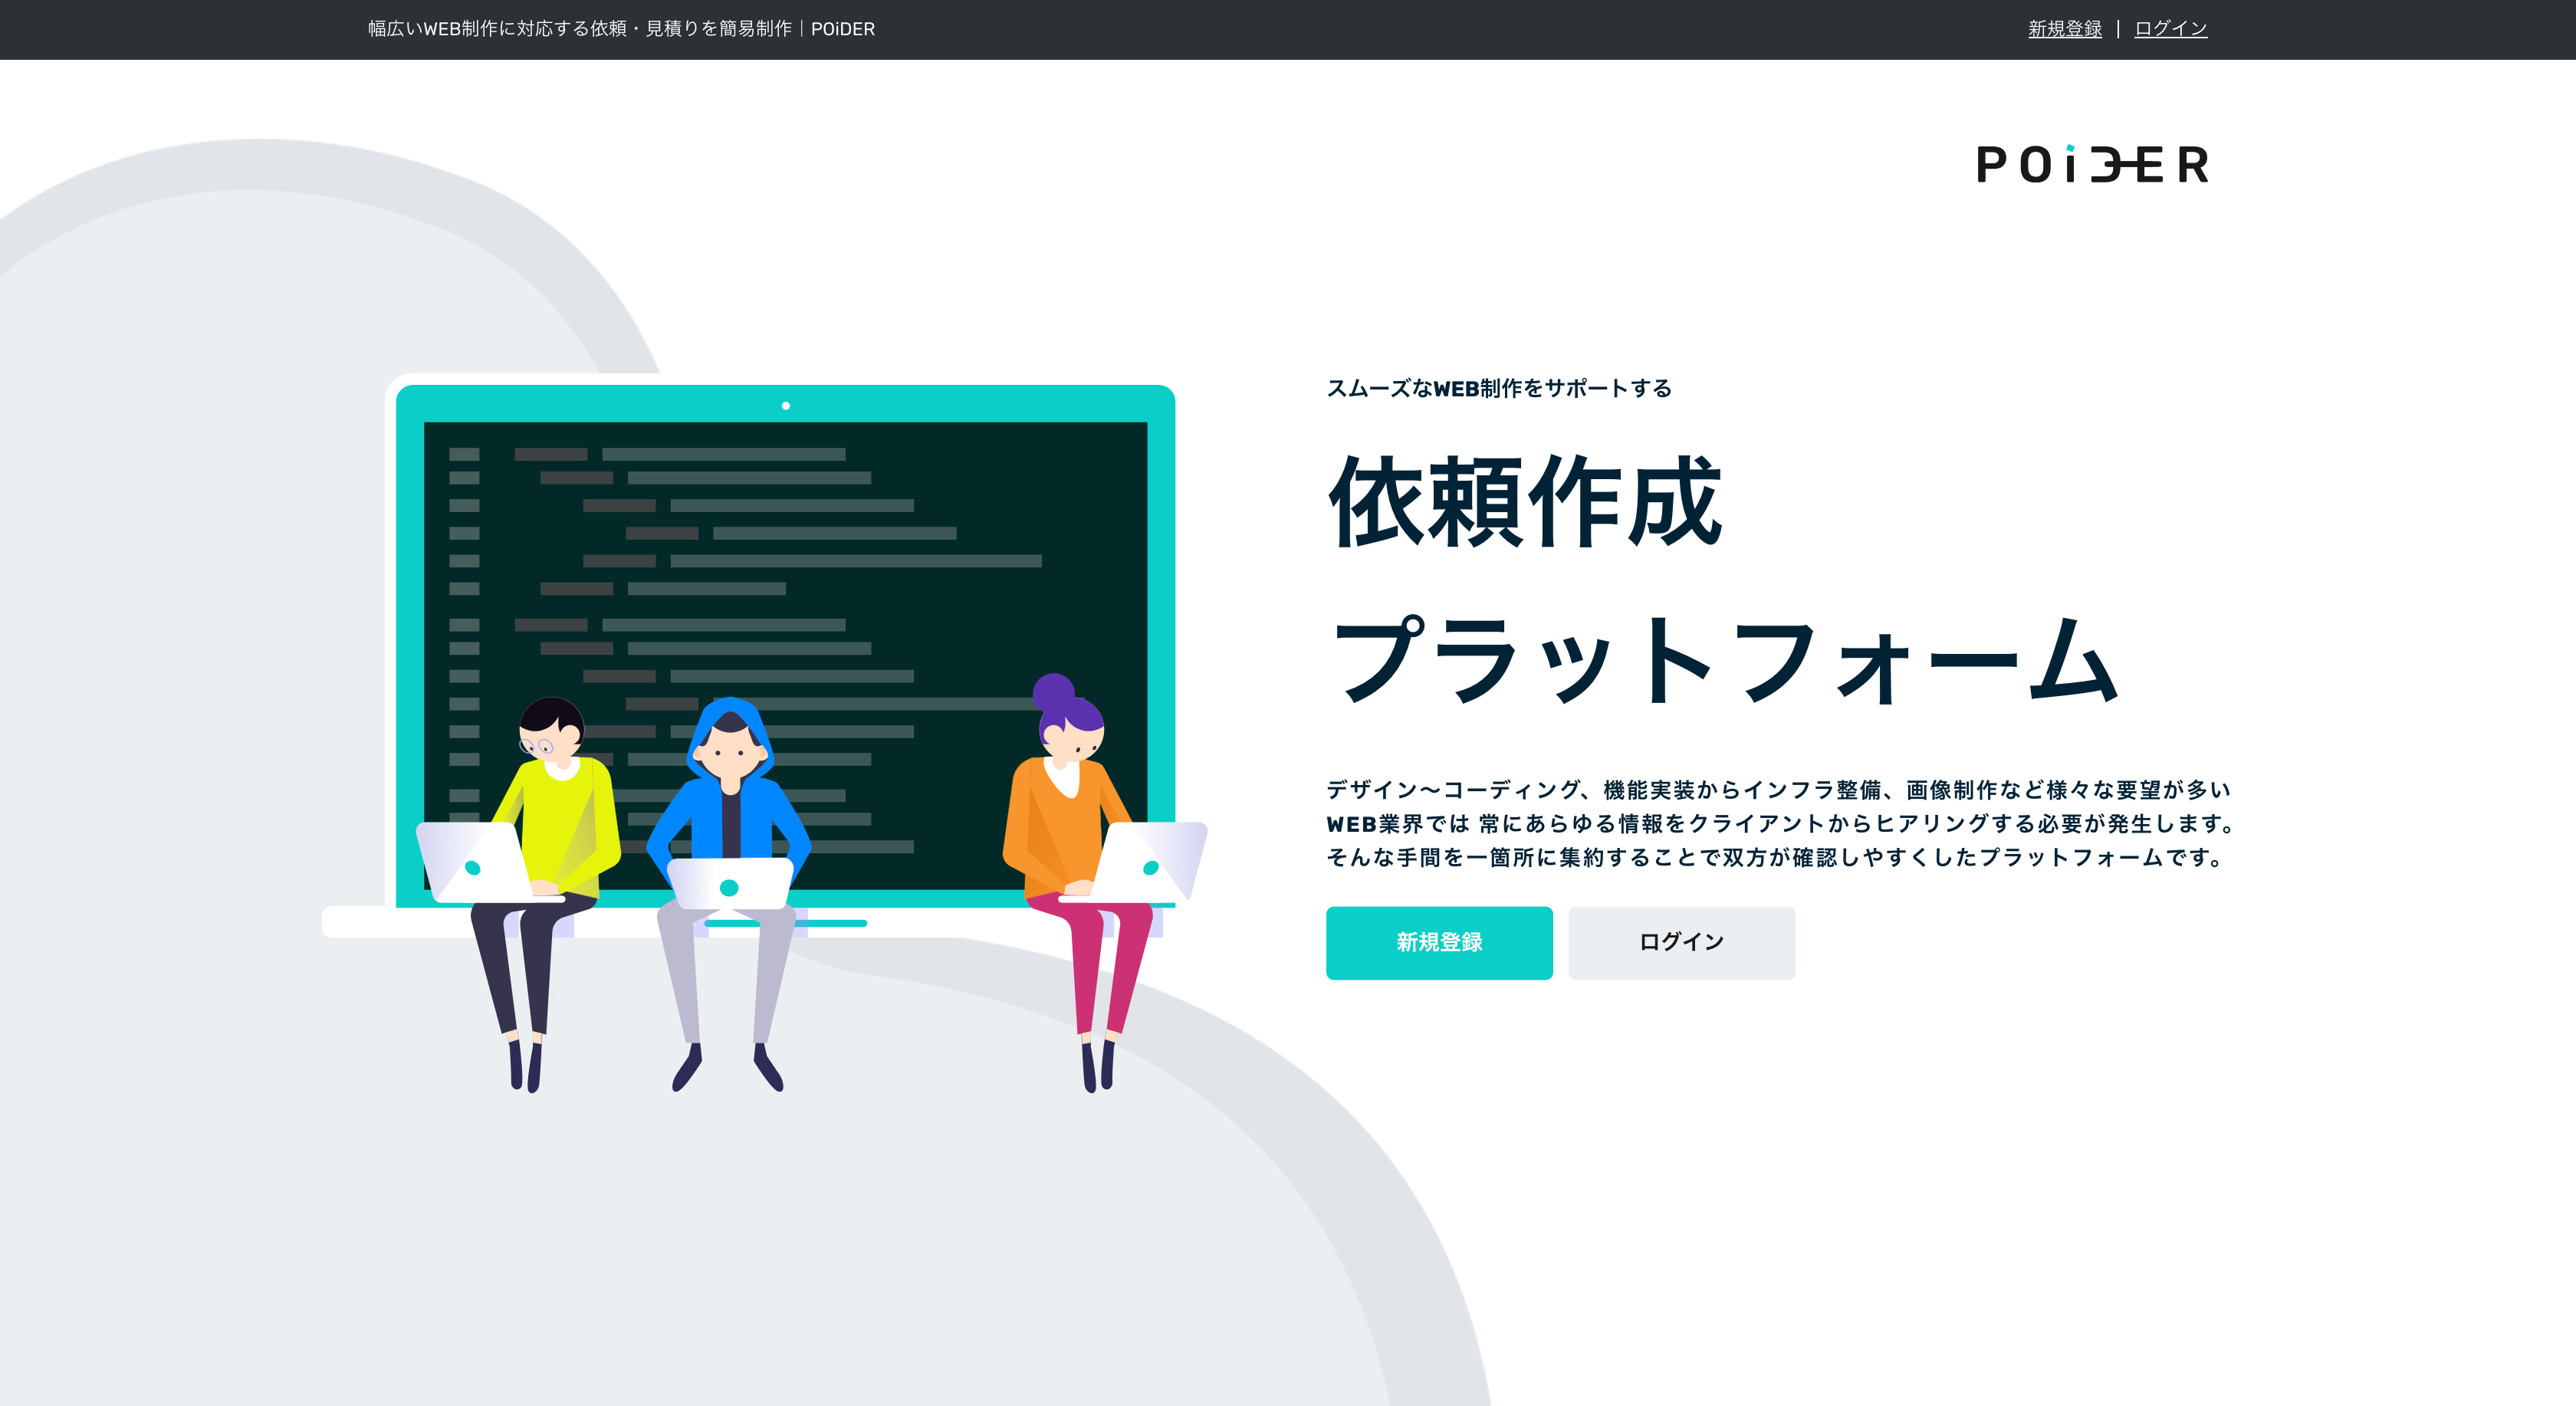 幅広いWEB制作に対応する依頼・見積りを簡易制作｜POiDER
新規登録 | ログイン
POiDER
スムーズなWEB制作をサポートする
依頼作成
プラットフォーム
デザイン〜コーディング、機能実装からインフラ整備、画像制作など様々な要望が多い
WEB業界では 常にあらゆる情報をクライアントからヒアリングする必要が発生します。
そんな手間を一箇所に集約することで双方が確認しやすくしたプラットフォームです。
新規登録
ログイン